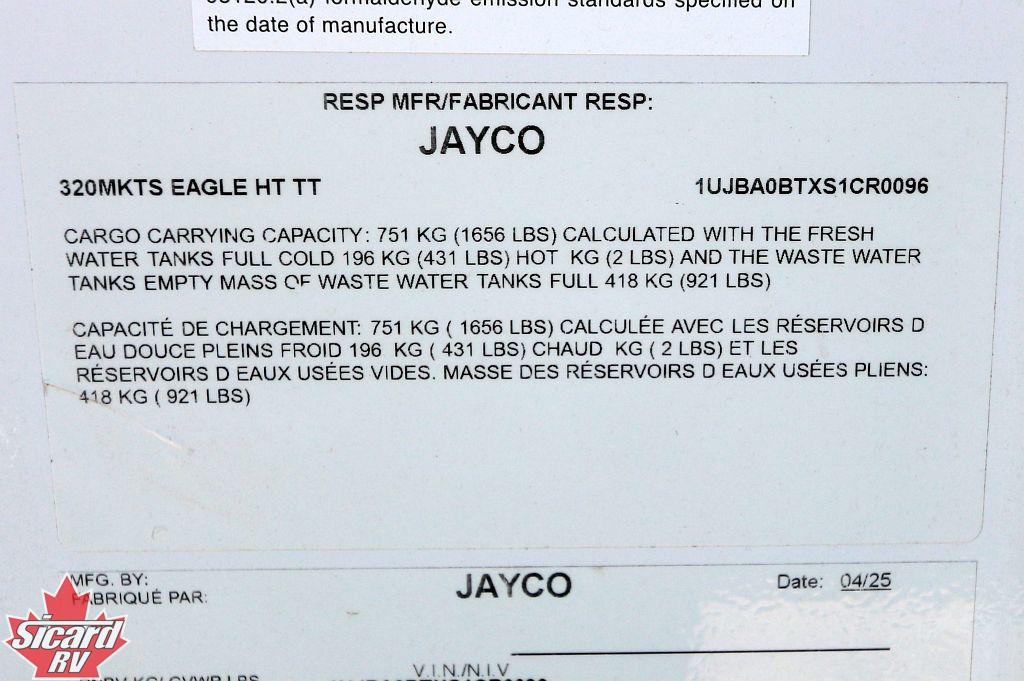 formaldehyde emission standards specified on
the date of manufacture.
RESP MFR/FABRICANT RESP:
JAYCO
320MKTS EAGLE HT TT 1UJBA0BTXS1CR0096
CARGO CARRYING CAPACITY: 751 KG (1656 LBS) CALCULATED WITH THE FRESH
WATER TANKS FULL COLD 196 KG (431 LBS) HOT KG (2 LBS) AND THE WASTE WATER
TANKS EMPTY MASS OF WASTE WATER TANKS FULL 418 KG (921 LBS)
CAPACITÉ DE CHARGEMENT: 751 KG ( 1656 LBS) CALCULÉE AVEC LES RÉSERVOIRS D
EAU DOUCE PLEINS FROID 196 KG ( 431 LBS) CHAUD KG ( 2 LBS) ET LES
RÉSERVOIRS D EAUX USÉES VIDES. MASSE DES RÉSERVOIRS D EAUX USÉES PLIENS:
418 KG ( 921 LBS)
MFG. BY: JAYCO Date: 04/25
FABRIQUÉ PAR:
Sicard
RV
V.I.N./N.I.V